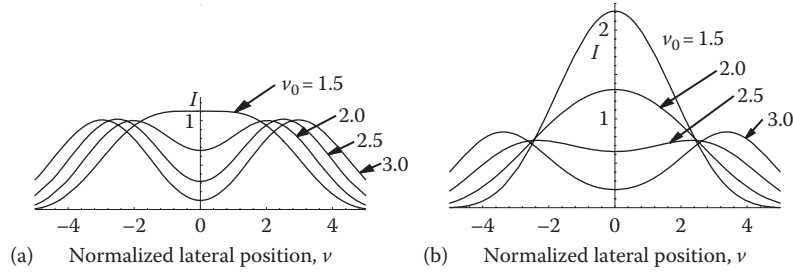 I
1
ν0 = 1.5
2.0
2.5
3.0
−4 −2 0 2 4
(a) Normalized lateral position, ν
2
I
1
ν0 = 1.5
2.0
2.5
3.0
−4 −2 0 2 4
(b) Normalized lateral position, ν